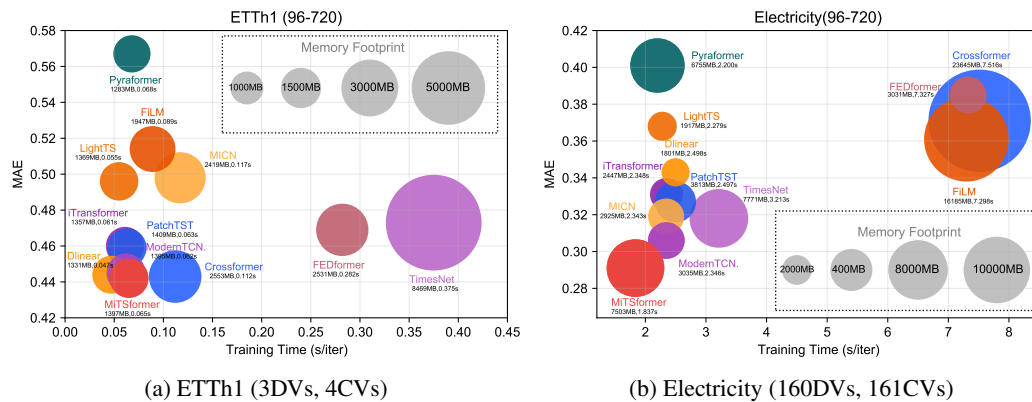 ETTh1 (96-720)
0.58
0.56
0.54
0.52
0.50
0.48
0.46
0.44
0.42
MAE
0.00
0.05
0.10
0.15
0.20
0.25
0.30
0.35
0.40
0.45
Training Time (s/iter)
Memory Footprint
1000MB
1500MB
3000MB
5000MB
Pyraformer
1283MB,0.068s
FiLM
1947MB,0.089s
LightTS
1369MB,0.055s
MICN
2419MB,0.117s
iTransformer
1357MB,0.061s
PatchTST
1409MB,0.063s
ModernTCN.
1395MB,0.062s
Dlinear
1331MB,0.047s
Crossformer
2553MB,0.112s
MiTSformer
1397MB,0.065s
FEDformer
2531MB,0.282s
TimesNet
8469MB,0.375s
(a) ETTh1 (3DVs, 4CVs)
Electricity(96-720)
0.42
0.40
0.38
0.36
0.34
0.32
0.30
0.28
MAE
2
3
4
5
6
7
8
Training Time (s/iter)
Pyraformer
6755MB,2.200s
Crossformer
23645MB,7.516s
FEDformer
3031MB,7.327s
LightTS
1917MB,2.279s
Dlinear
1801MB,2.498s
iTransformer
2447MB,2.348s
PatchTST
3813MB,2.497s
TimesNet
7771MB,3.213s
MICN
2925MB,2.343s
FiLM
16185MB,7.298s
ModernTCN.
3035MB,2.346s
MiTSformer
7503MB,1.837s
Memory Footprint
2000MB
400MB
8000MB
10000MB
(b) Electricity (160DVs, 161CVs)